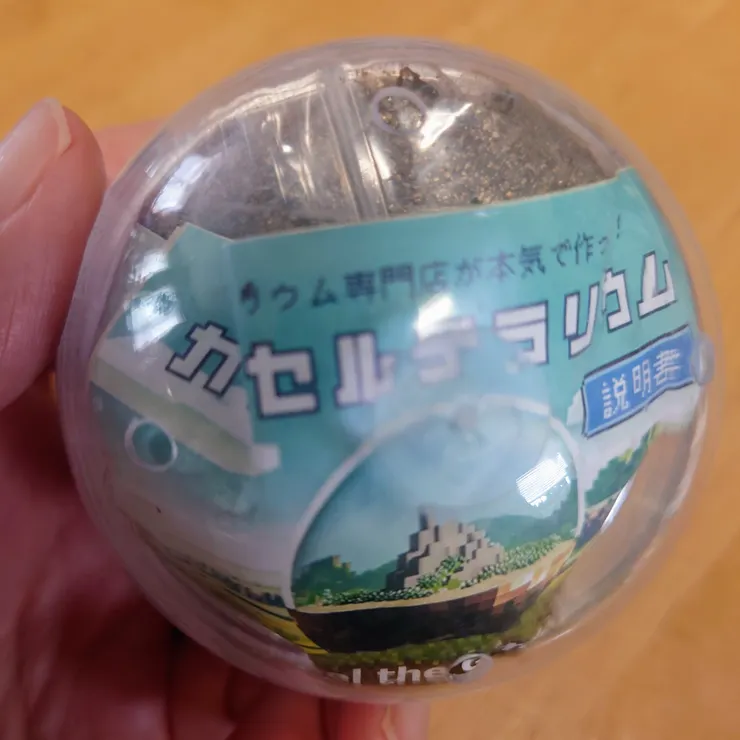 ウム専門店が本気で作っ!
カセルテラリウム
説明書
the